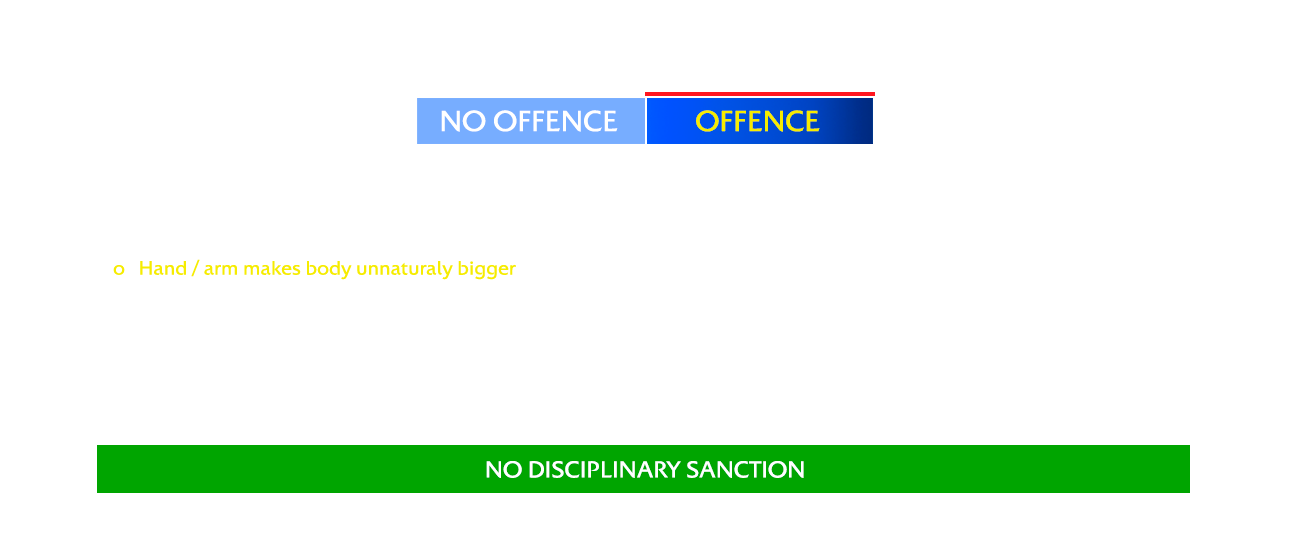 NO OFFENCE OFFENCE
o Hand / arm makes body unnaturaly bigger
NO DISCIPLINARY SANCTION